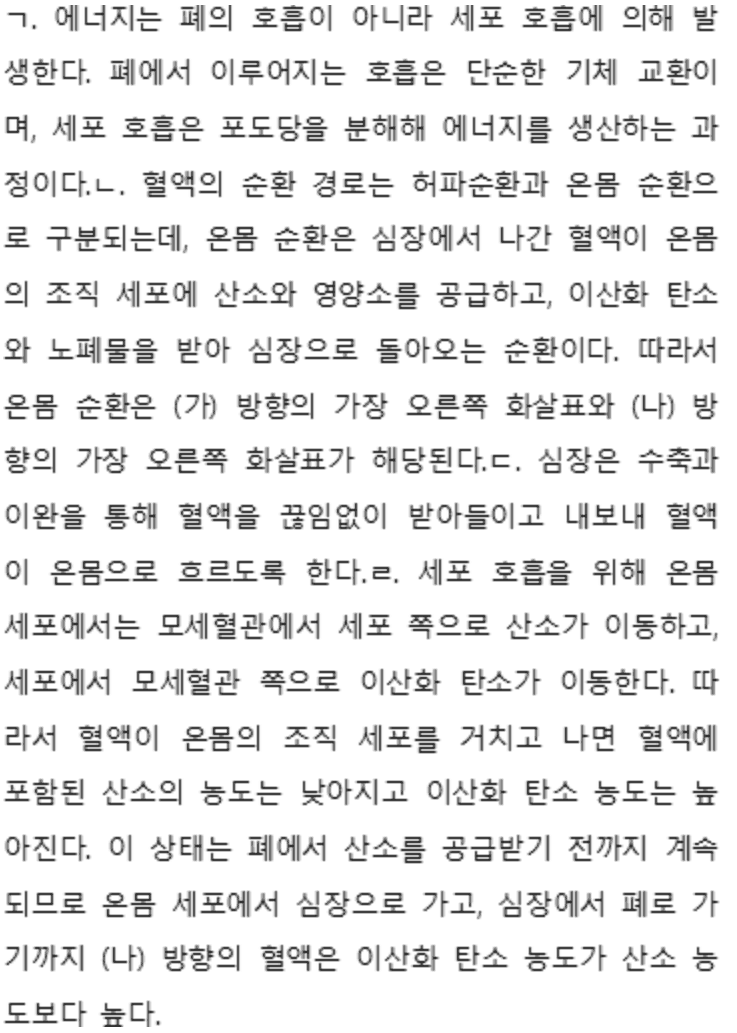 ㄱ. 에너지는 폐의 호흡이 아니라 세포 호흡에 의해 발
생한다. 폐에서 이루어지는 호흡은 단순한 기체 교환이
며, 세포 호흡은 포도당을 분해해 에너지를 생산하는 과
정이다.ㄴ. 혈액의 순환 경로는 허파순환과 온몸 순환으
로 구분되는데, 온몸 순환은 심장에서 나간 혈액이 온몸
의 조직 세포에 산소와 영양소를 공급하고, 이산화 탄소
와 노폐물을 받아 심장으로 돌아오는 순환이다. 따라서
온몸 순환은 (가) 방향의 가장 오른쪽 화살표와 (나) 방
향의 가장 오른쪽 화살표가 해당된다.ㄷ. 심장은 수축과
이완을 통해 혈액을 끊임없이 받아들이고 내보내 혈액
이 온몸으로 흐르도록 한다.ㄹ. 세포 호흡을 위해 온몸
세포에서는 모세혈관에서 세포 쪽으로 산소가 이동하고,
세포에서 모세혈관 쪽으로 이산화 탄소가 이동한다. 따
라서 혈액이 온몸의 조직 세포를 거치고 나면 혈액에
포함된 산소의 농도는 낮아지고 이산화 탄소 농도는 높
아진다. 이 상태는 폐에서 산소를 공급받기 전까지 계속
되므로 온몸 세포에서 심장으로 가고, 심장에서 폐로 가
기까지 (나) 방향의 혈액은 이산화 탄소 농도가 산소 농
도보다 높다.